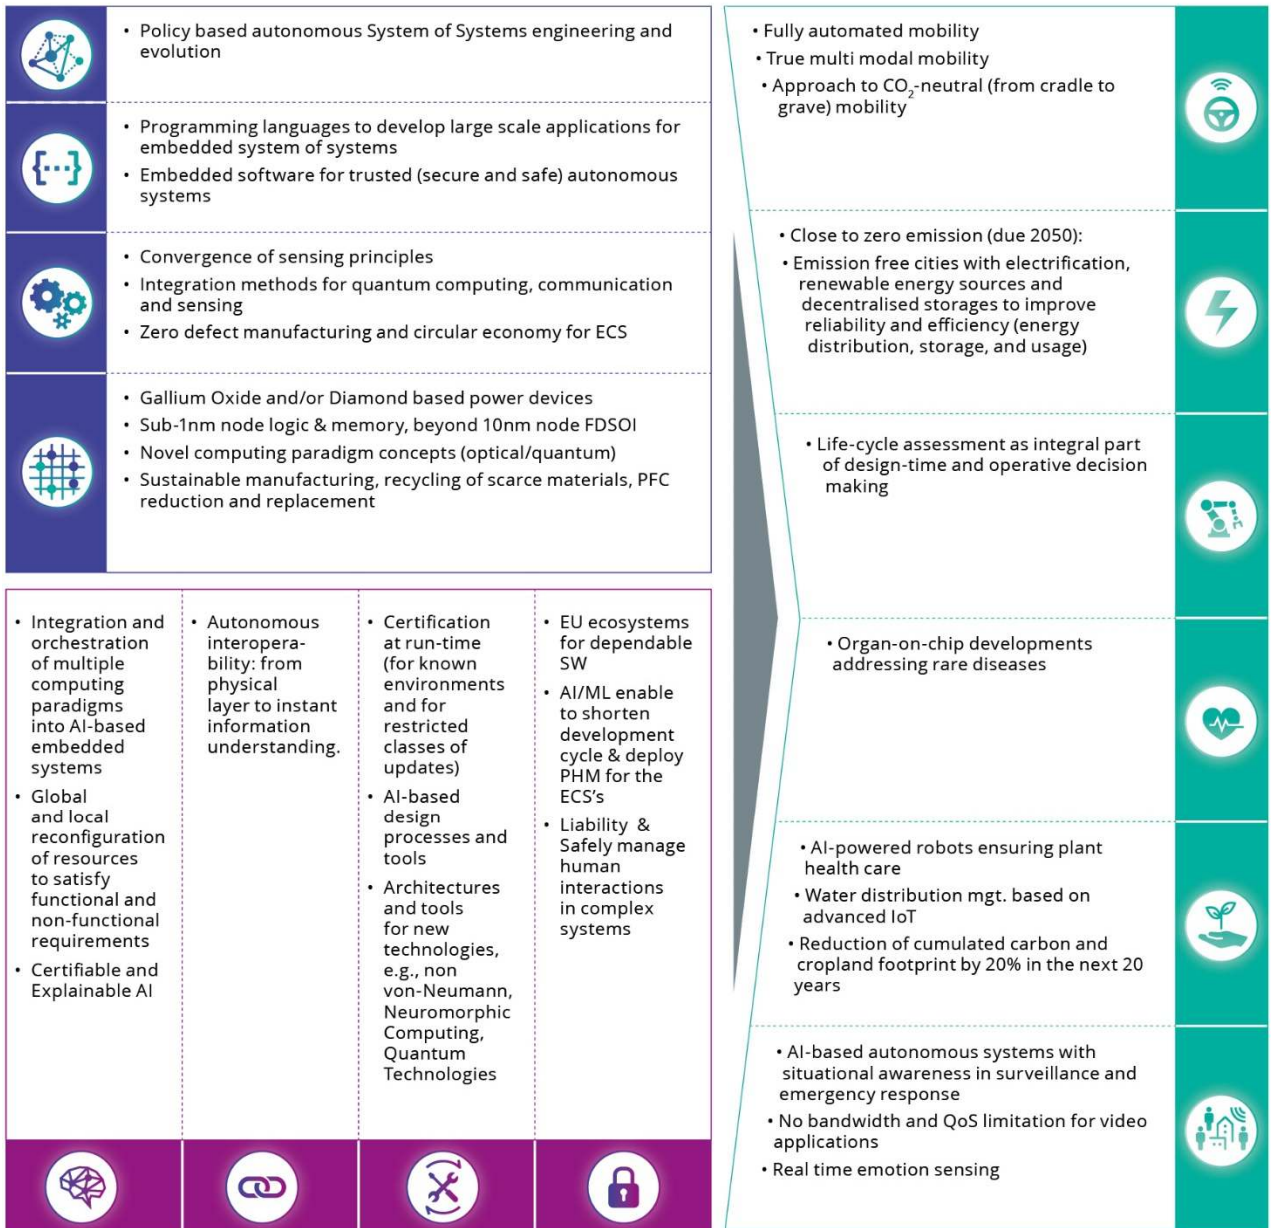 • Policy based autonomous System of Systems engineering and
evolution
• Programming languages to develop large scale applications for
embedded system of systems
• Embedded software for trusted (secure and safe) autonomous
systems
• Convergence of sensing principles
• Integration methods for quantum computing, communication
and sensing
• Zero defect manufacturing and circular economy for ECS
• Gallium Oxide and/or Diamond based power devices
• Sub-1nm node logic & memory, beyond 10nm node FDSOI
• Novel computing paradigm concepts (optical/quantum)
• Sustainable manufacturing, recycling of scarce materials, PFC
reduction and replacement
• Integration and
orchestration
of multiple
computing
paradigms
into AI-based
embedded
systems
• Global
and local
reconfiguration
of resources
to satisfy
functional and
non-functional
requirements
• Certifiable and
Explainable AI
• Autonomous
interopera-
bility: from
physical
layer to instant
information
understanding.
• Certification
at run-time
(for known
environments
and for
restricted
classes of
updates)
• AI-based
design
processes and
tools
• Architectures
and tools
for new
technologies,
e.g., non
von-Neumann,
Neuromorphic
Computing,
Quantum
Technologies
• EU ecosystems
for dependable
SW
• AI/ML enable
to shorten
development
cycle & deploy
PHM for the
ECS’s
• Liability & 
Safely manage
human
interactions
in complex
systems
• Fully automated mobility
• True multi modal mobility
• Approach to CO₂-neutral (from cradle to
grave) mobility
• Close to zero emission (due 2050):
• Emission free cities with electrification,
renewable energy sources and
decentralised storages to improve
reliability and efficiency (energy
distribution, storage, and usage)
• Life-cycle assessment as integral part
of design-time and operative decision
making
• Organ-on-chip developments
addressing rare diseases
• AI-powered robots ensuring plant
health care
• Water distribution mgt. based on
advanced IoT
• Reduction of cumulated carbon and
cropland footprint by 20% in the next 20
years
• AI-based autonomous systems with
situational awareness in surveillance and
emergency response
• No bandwidth and QoS limitation for video
applications
• Real time emotion sensing